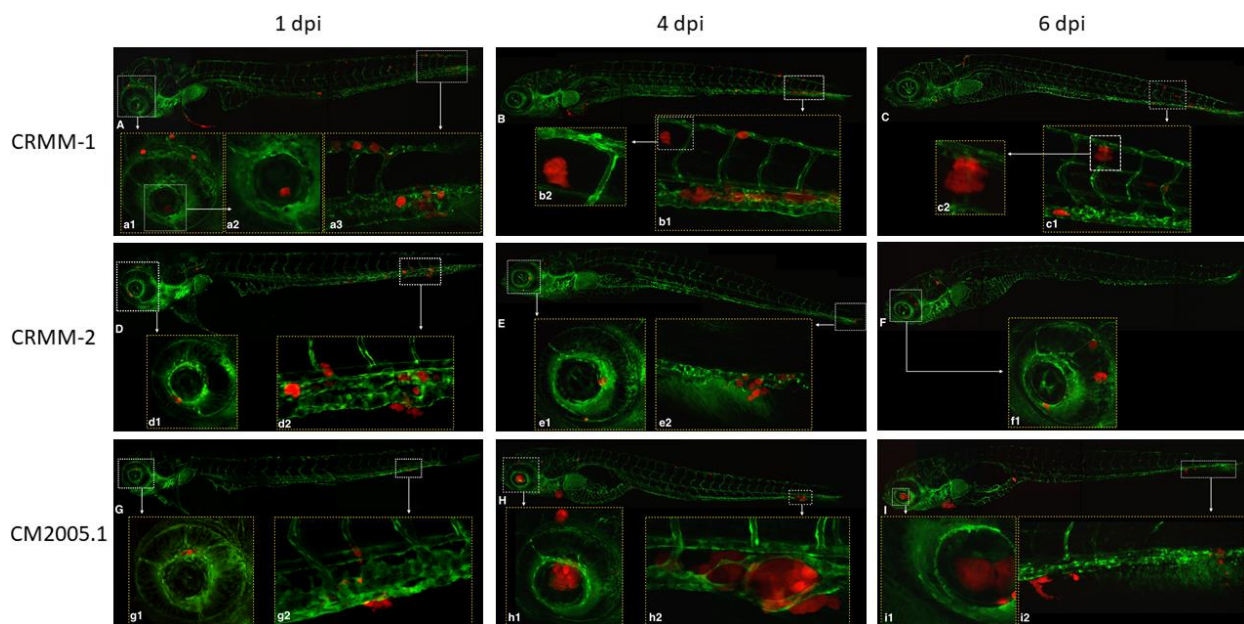 1 dpi 4 dpi 6 dpi
CRMM-1
A B C
a1 a2 a3 b2 b1 c2 c1
CRMM-2
D E F
d1 d2 e1 e2 f1
CM2005.1
G H I
g1 g2 h1 h2 i1 i2